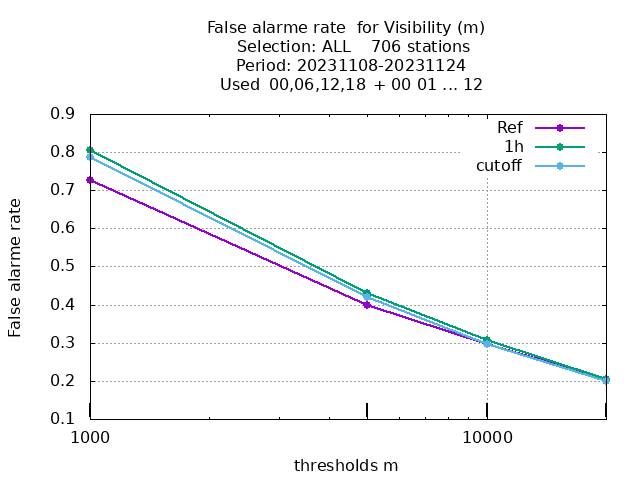 False alarme rate  for Visibility (m)
Selection: ALL    706 stations
Period: 20231108-20231124
Used  00,06,12,18  + 00 01 ... 12
False alarme rate
0.9
0.8
0.7
0.6
0.5
0.4
0.3
0.2
0.1
Ref
1h
cutoff
1000
10000
thresholds m